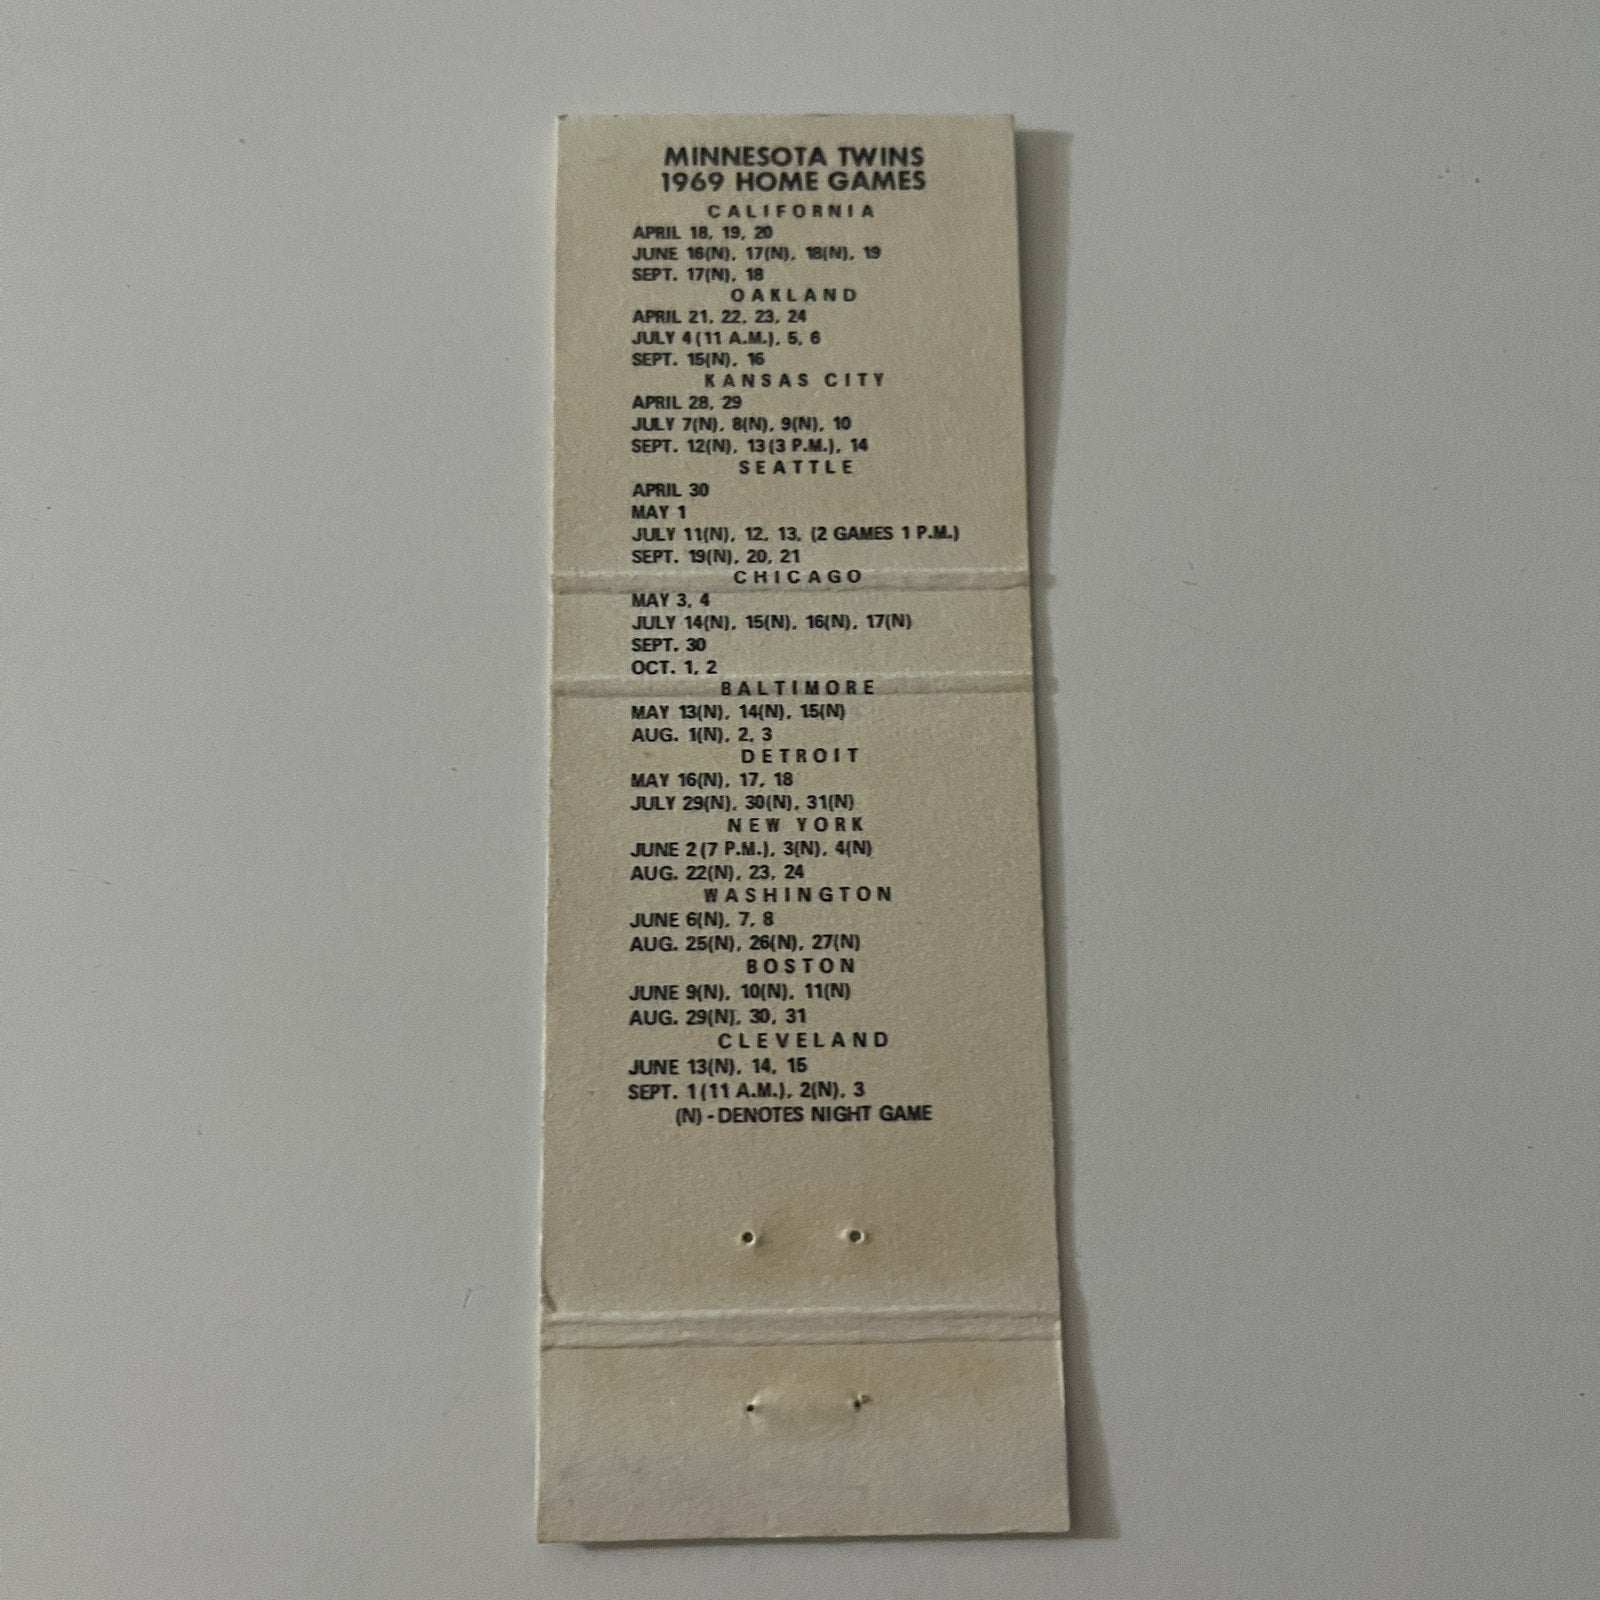 MINNESOTA TWINS
1969 HOME GAMES
CALIFORNIA
APRIL 18, 19, 20
JUNE 16(N), 17(N), 18(N), 19
SEPT. 17(N), 18
OAKLAND
APRIL 21, 22, 23, 24
JULY 4 (11 A.M.), 5, 6
SEPT. 15(N), 16
KANSAS CITY
APRIL 28, 29
JULY 7(N), 8(N), 9(N), 10
SEPT. 12(N), 13 (3 P.M.), 14
SEATTLE
APRIL 30
MAY 1
JULY 11(N), 12, 13, (2 GAMES 1 P.M.)
SEPT. 19(N), 20, 21
CHICAGO
MAY 3, 4
JULY 14(N), 15(N), 16(N), 17(N)
SEPT. 30
OCT. 1, 2
BALTIMORE
MAY 13(N), 14(N), 15(N)
AUG. 1(N), 2, 3
DETROIT
MAY 16(N), 17, 18
JULY 29(N), 30(N), 31(N)
NEW YORK
JUNE 2 (7 P.M.), 3(N), 4(N)
AUG. 22(N), 23, 24
WASHINGTON
JUNE 6(N), 7, 8
AUG. 25(N), 26(N), 27(N)
BOSTON
JUNE 9(N), 10(N), 11(N)
AUG. 29(N), 30, 31
CLEVELAND
JUNE 13(N), 14, 15
SEPT. 1 (11 A.M.), 2(N), 3
(N) - DENOTES NIGHT GAME